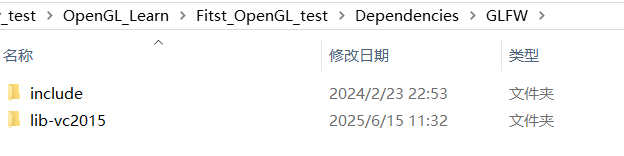 _test › OpenGL_Learn › Fitst_OpenGL_test › Dependencies › GLFW ›
名称 修改日期 类型
include 2024/2/23 22:53 文件夹
lib-vc2015 2025/6/15 11:32 文件夹